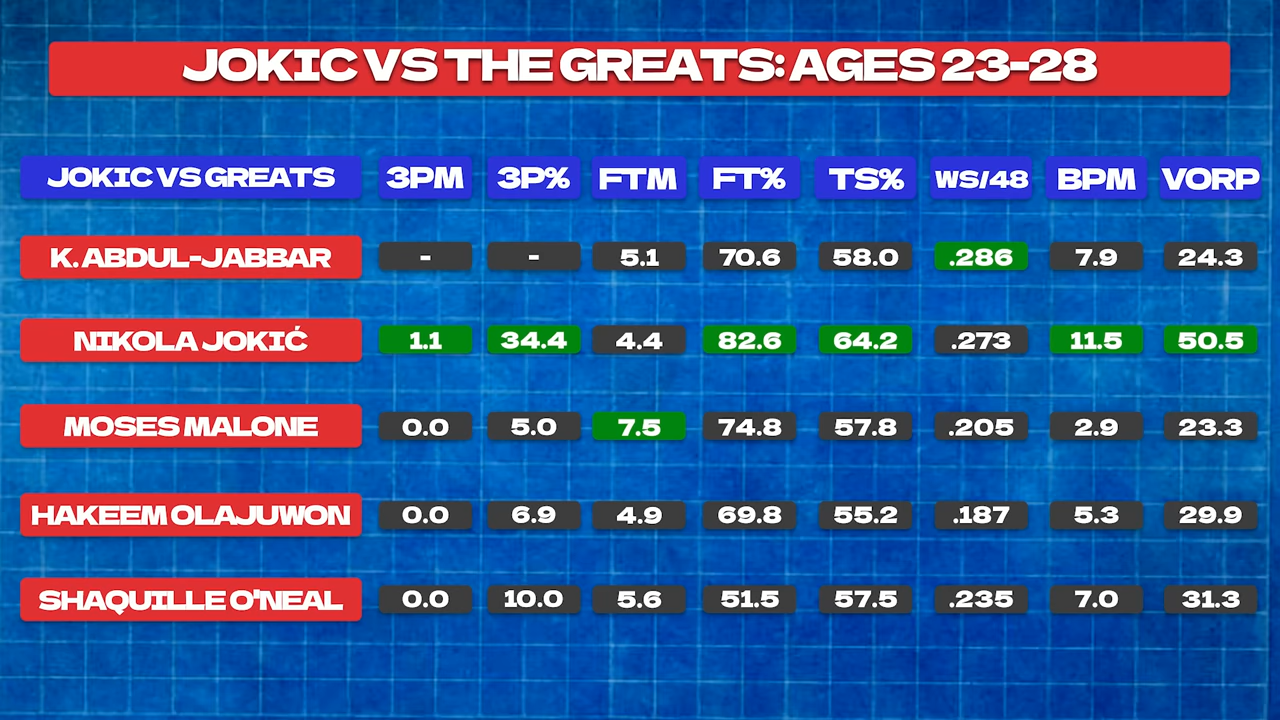 JOKIC VS THE GREATS: AGES 23-28
JOKIC VS GREATS 3PM 3P% FTM FT% TS% WS/48 BPM VORP
K. ABDUL-JABBAR - - 5.1 70.6 58.0 .286 7.9 24.3
NIKOLA JOKIĆ 1.1 34.4 4.4 82.6 64.2 .273 11.5 50.5
MOSES MALONE 0.0 5.0 7.5 74.8 57.8 .205 2.9 23.3
HAKEEM OLAJUWON 0.0 6.9 4.9 69.8 55.2 .187 5.3 29.9
SHAQUILLE O'NEAL 0.0 10.0 5.6 51.5 57.5 .235 7.0 31.3